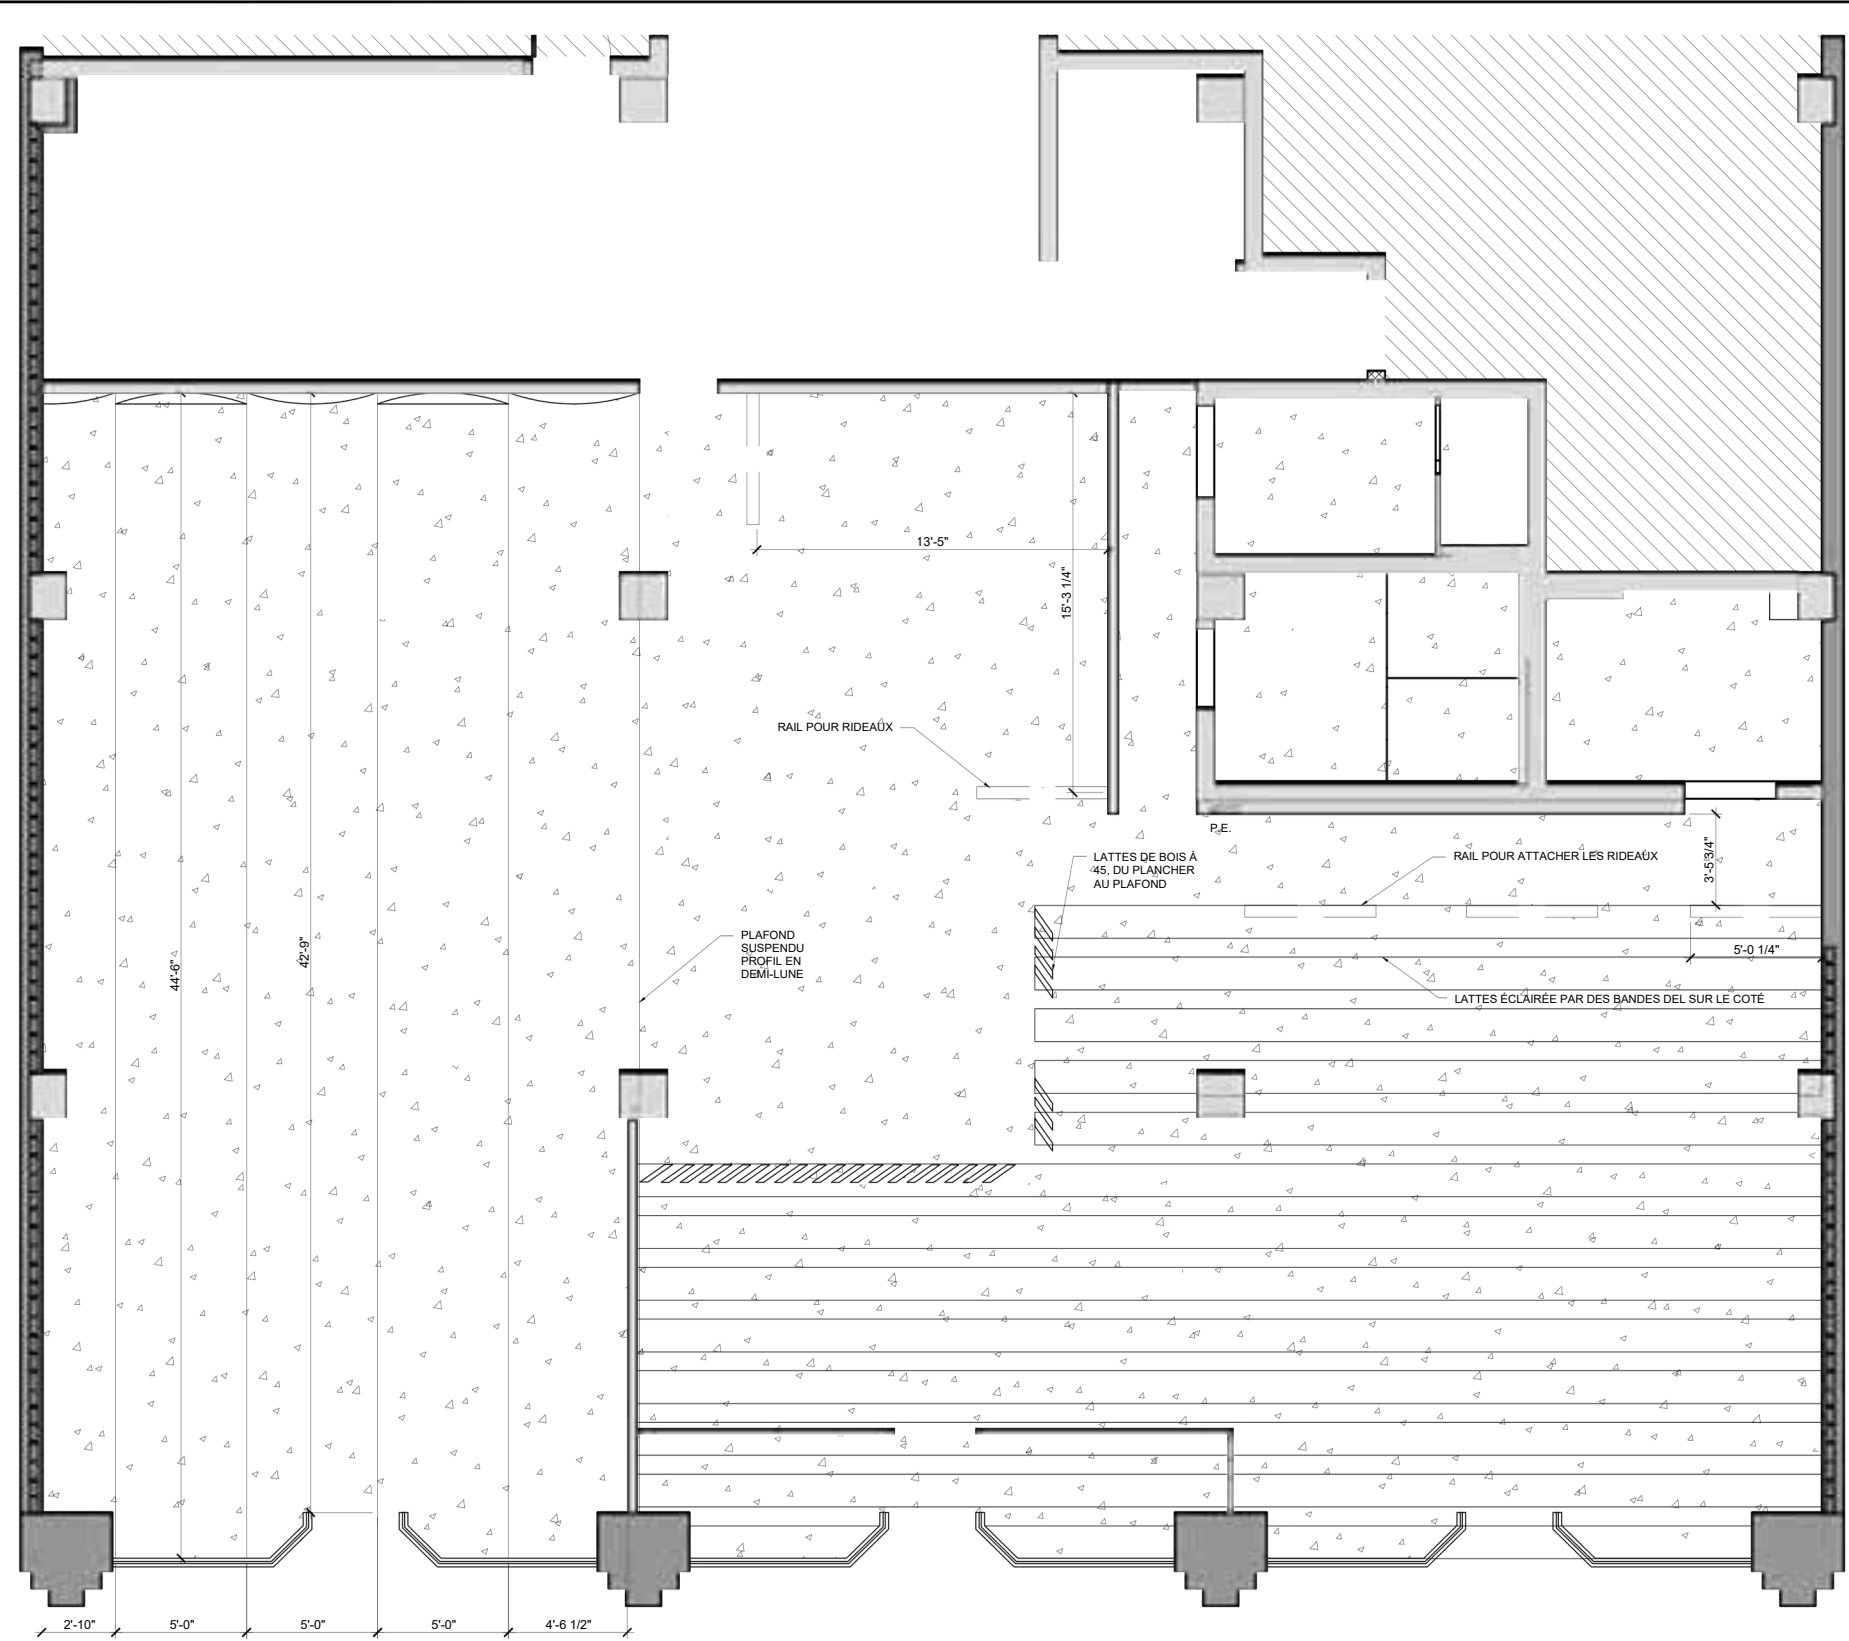 13'-5"
15'-3 1/4"
RAIL POUR RIDEAUX
P.E.
LATTES DE BOIS À
45, DU PLANCHER
AU PLAFOND
RAIL POUR ATTACHER LES RIDEAUX
3'-5 3/4"
PLAFOND
SUSPENDU
PROFIL EN
DEMI-LUNE
44'-6"
42'-9"
5'-0 1/4"
LATTES ÉCLAIRÉE PAR DES BANDES DEL SUR LE COTÉ
2'-10"
5'-0"
5'-0"
5'-0"
4'-6 1/2"